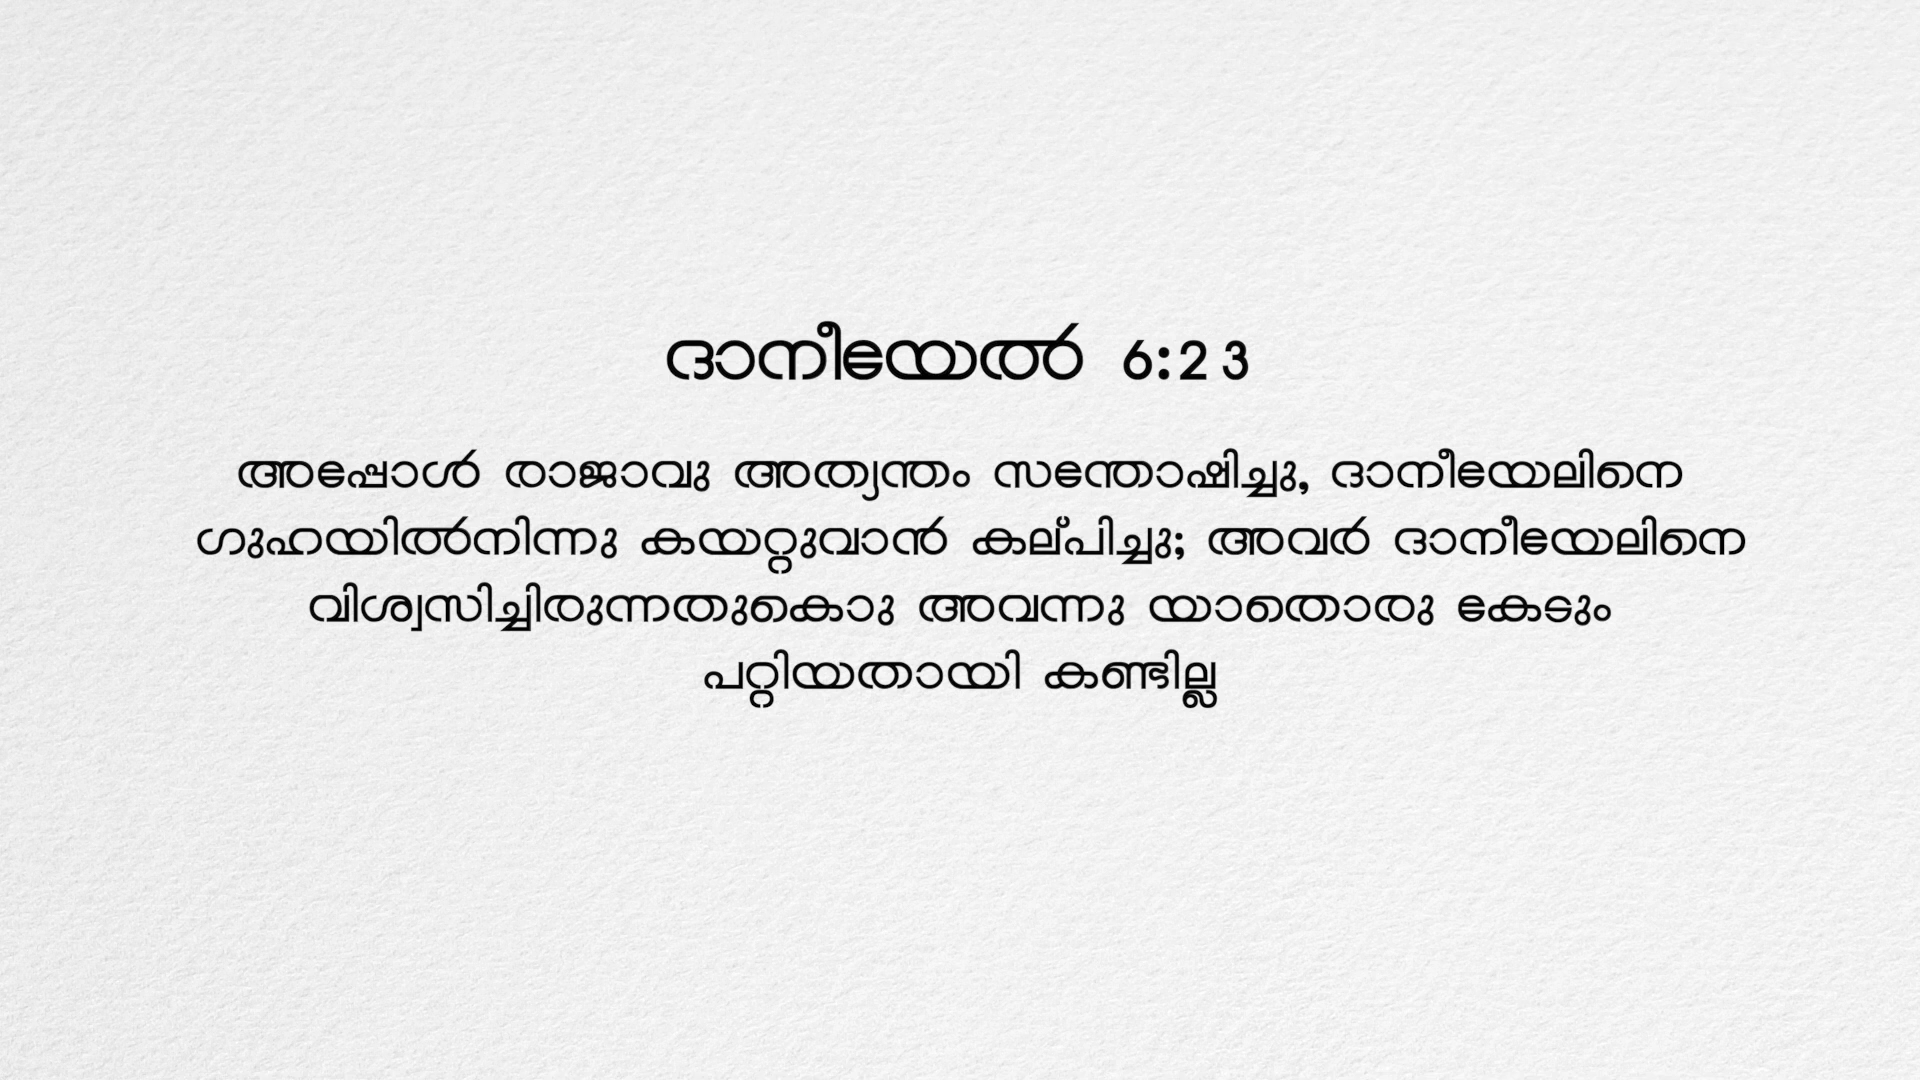 ദാനീയേൽ 6:23
അപ്പോൾ രാജാവു അത്യന്തം സന്തോഷിച്ചു, ദാനീയേലിനെ
ഗുഹയിൽനിന്നു കയറ്റുവാൻ കല്പിച്ചു; അവർ ദാനീയേലിനെ
വിശ്വസിച്ചിരുന്നതുകൊു അവന്നു യാതൊരു കേടും
പറ്റിയതായി കണ്ടില്ല